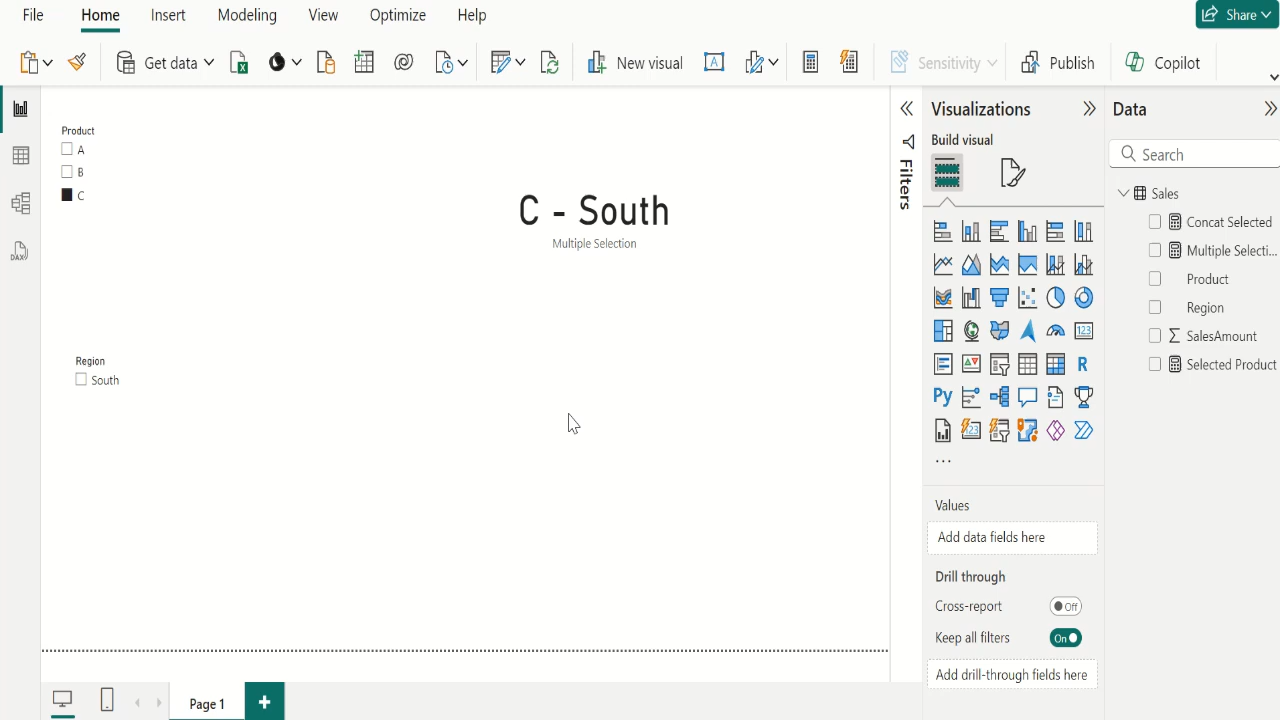 File Home Insert Modeling View Optimize Help Share
Get data New visual A Sensitivity Publish Copilot
Visualizations
Data
Build visual
Search
Filters
Product
A
B
C
C - South
Multiple Selection
Region
South
Sales
Concat Selected
Multiple Selecti...
Product
Region
SalesAmount
Selected Product
123
R
Py
123
...
Values
Add data fields here
Drill through
Cross-report Off
Keep all filters On
Add drill-through fields here
DAX
Page 1 +